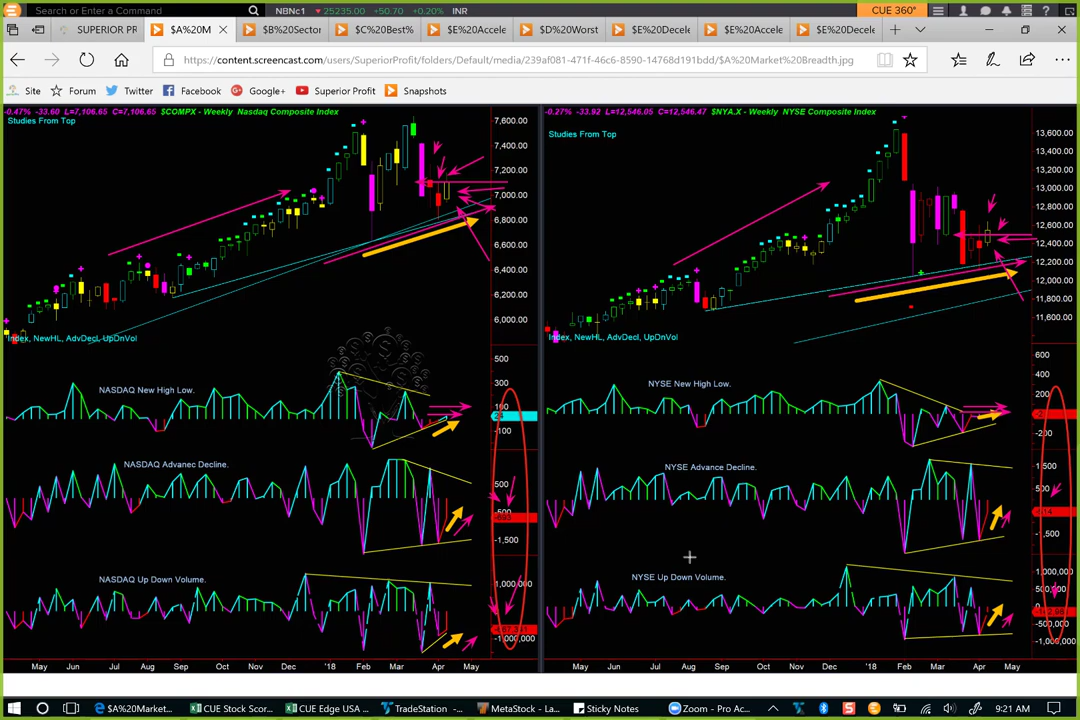 Search or Enter a Command
NBNc1 25235.00 +50.70 +0.20% INR
CUE 360°
SUPERIOR PR
$A%20M
$B%20Sector
$C%20Best%
$E%20Accele
$D%20Worst
$E%20Decele
$E%20Accele
$E%20Decele
https://content.screencast.com/users/SuperiorProfit/folders/Default/media/239af081-471f-46c6-8590-14768d191bdd/$A%20Market%20Breadth.jpg
Site
Forum
Twitter
Facebook
Google+
Superior Profit
Snapshots
-0.47% -33.60 L=7,106.65 C=7,106.65 $COMPX - Weekly Nasdaq Composite Index
Studies From Top
7,600.00
7,400.00
7,200.00
7,000.00
6,800.00
6,600.00
6,400.00
6,200.00
6,000.00
Index, NewHL, AdvDecl, UpDnVol
NASDAQ New High Low.
500
300
100
-100
NASDAQ Advanec Decline.
500
-500
-1,500
NASDAQ Up Down Volume.
1,000,000
-1,000,000
May Jun Jul Aug Sep Oct Nov Dec '18 Feb Mar Apr May
-0.27% -33.92 L=12,546.05 C=12,546.47 $NYA.X - Weekly NYSE Composite Index
Studies From Top
13,600.00
13,400.00
13,200.00
13,000.00
12,800.00
12,600.00
12,400.00
12,200.00
12,000.00
11,800.00
11,600.00
Index, NewHL, AdvDecl, UpDnVol
NYSE New High Low.
600
400
200
-200
NYSE Advance Decline.
1,500
500
-1,500
NYSE Up Down Volume.
1,000,000
-500,000
-1,000,000
May Jun Jul Aug Sep Oct Nov Dec '18 Feb Mar Apr May
$A%20Market...
CUE Stock Scor...
CUE Edge USA ...
TradeStation -...
MetaStock - L...
Sticky Notes
Zoom - Pro Ac...
9:21 AM